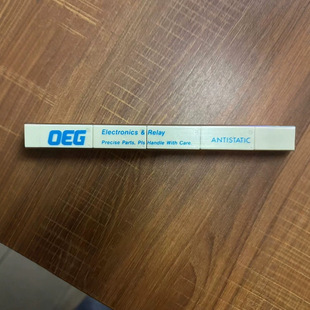 OEG
Electronics & Relay
Precise Parts, Pls Handle With Care
ANTISTATIC